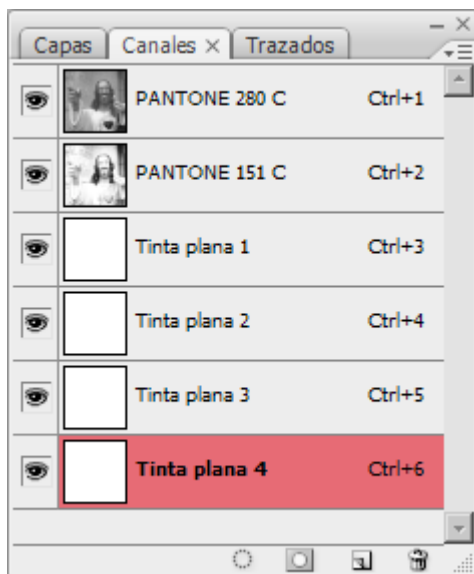 Capas Canales × Trazados
PANTONE 280 C Ctrl+1
PANTONE 151 C Ctrl+2
Tinta plana 1 Ctrl+3
Tinta plana 2 Ctrl+4
Tinta plana 3 Ctrl+5
Tinta plana 4 Ctrl+6